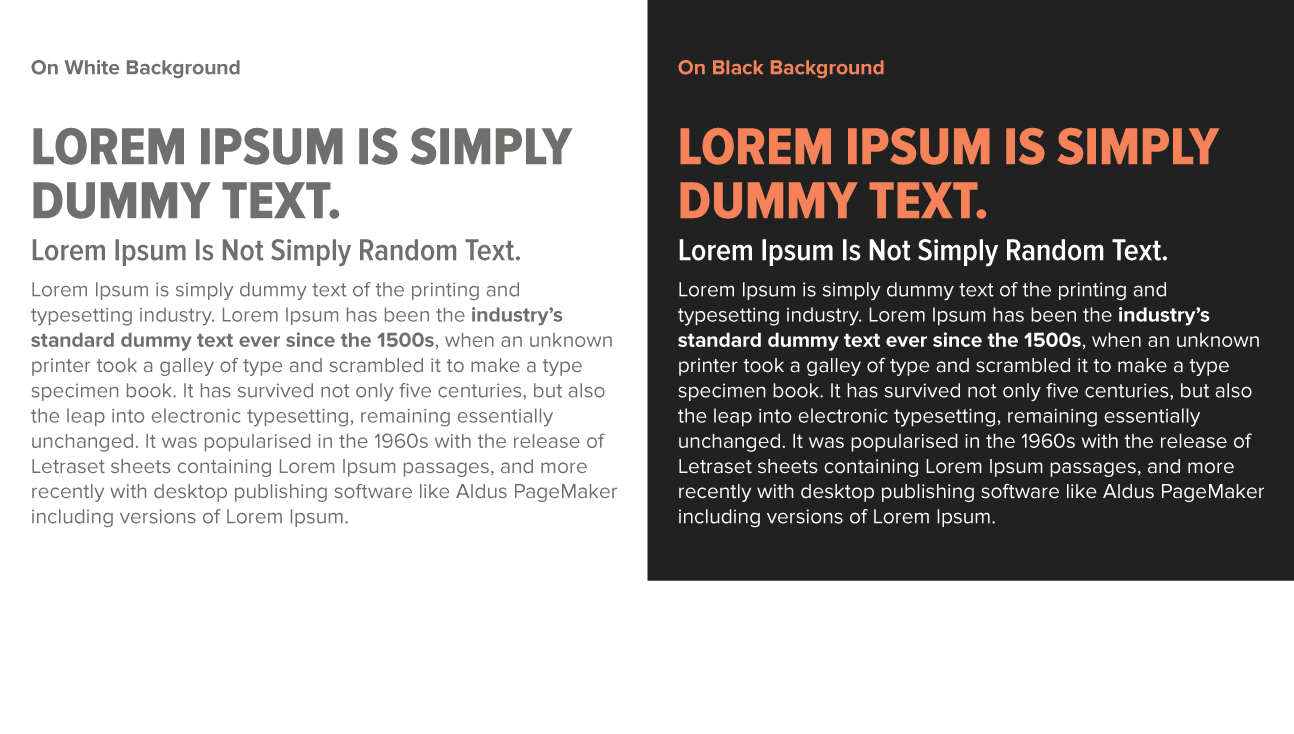 On White Background
LOREM IPSUM IS SIMPLY
DUMMY TEXT.
Lorem Ipsum Is Not Simply Random Text.
Lorem Ipsum is simply dummy text of the printing and
typesetting industry. Lorem Ipsum has been the industry’s
standard dummy text ever since the 1500s, when an unknown
printer took a galley of type and scrambled it to make a type
specimen book. It has survived not only five centuries, but also
the leap into electronic typesetting, remaining essentially
unchanged. It was popularised in the 1960s with the release of
Letraset sheets containing Lorem Ipsum passages, and more
recently with desktop publishing software like Aldus PageMaker
including versions of Lorem Ipsum.
On Black Background
LOREM IPSUM IS SIMPLY
DUMMY TEXT.
Lorem Ipsum Is Not Simply Random Text.
Lorem Ipsum is simply dummy text of the printing and
typesetting industry. Lorem Ipsum has been the industry’s
standard dummy text ever since the 1500s, when an unknown
printer took a galley of type and scrambled it to make a type
specimen book. It has survived not only five centuries, but also
the leap into electronic typesetting, remaining essentially
unchanged. It was popularised in the 1960s with the release of
Letraset sheets containing Lorem Ipsum passages, and more
recently with desktop publishing software like Aldus PageMaker
including versions of Lorem Ipsum.